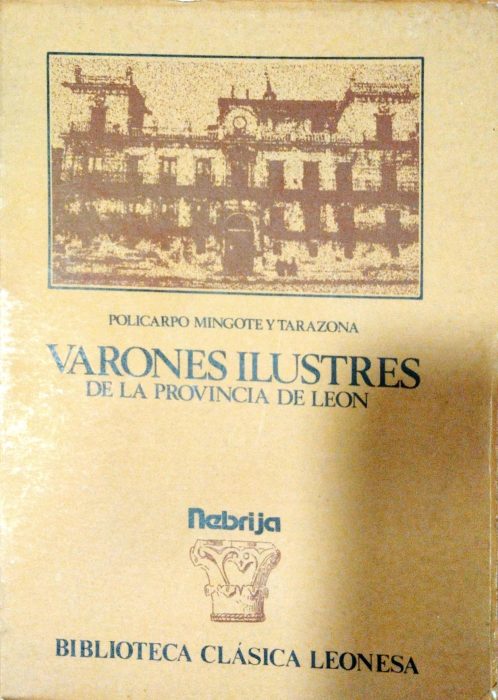 POLICARPO MINGOTE Y TARAZONA
VARONES ILUSTRES
DE LA PROVINCIA DE LEON
Nebrija
BIBLIOTECA CLÁSICA LEONESA